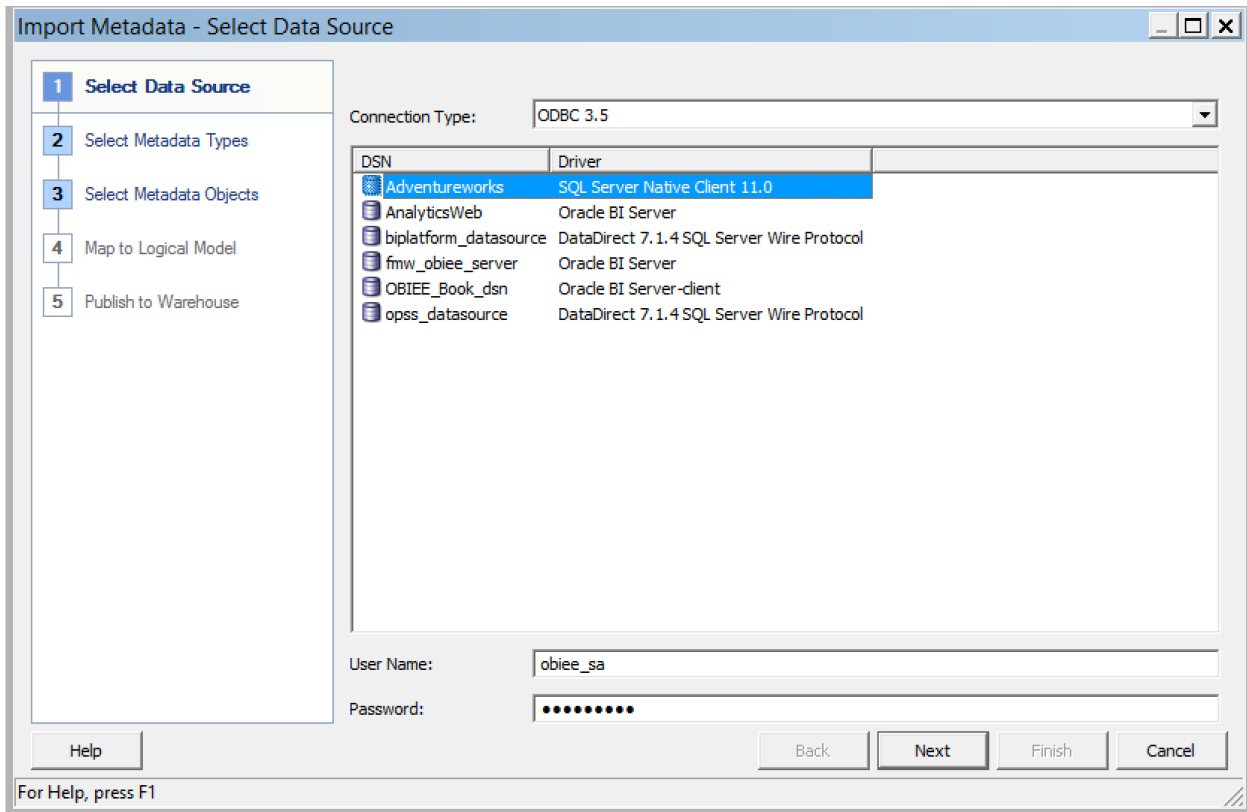 Import Metadata - Select Data Source
1 Select Data Source
2 Select Metadata Types
3 Select Metadata Objects
4 Map to Logical Model
5 Publish to Warehouse
Connection Type: ODBC 3.5
DSN Driver
Adventureworks SQL Server Native Client 11.0
AnalyticsWeb Oracle BI Server
biplatform_datasource DataDirect 7.1.4 SQL Server Wire Protocol
fmw_obiee_server Oracle BI Server
OBIEE_Book_dsn Oracle BI Server-client
opss_datasource DataDirect 7.1.4 SQL Server Wire Protocol
User Name: obiee_sa
Password: •••••••••
Help Back Next Finish Cancel
For Help, press F1